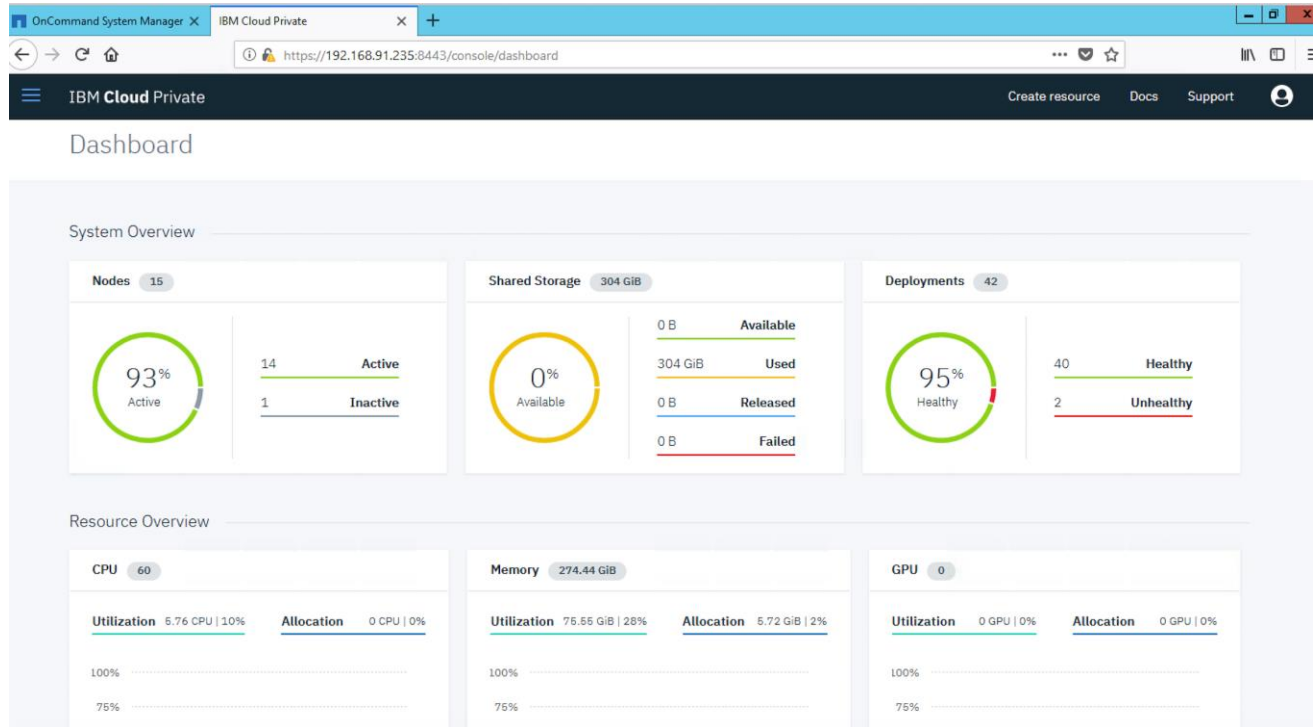 OnCommand System Manager
IBM Cloud Private
https://192.168.91.235:8443/console/dashboard
IBM Cloud Private
Create resource Docs Support
Dashboard
System Overview
Nodes 15
93% Active
14 Active
1 Inactive
Shared Storage 304 GiB
0% Available
0 B Available
304 GiB Used
0 B Released
0 B Failed
Deployments 42
95% Healthy
40 Healthy
2 Unhealthy
Resource Overview
CPU 60
Utilization 5.76 CPU | 10% Allocation 0 CPU | 0%
100%
75%
Memory 274.44 GiB
Utilization 75.55 GiB | 28% Allocation 5.72 GiB | 2%
100%
75%
GPU 0
Utilization 0 GPU | 0% Allocation 0 GPU | 0%
100%
75%